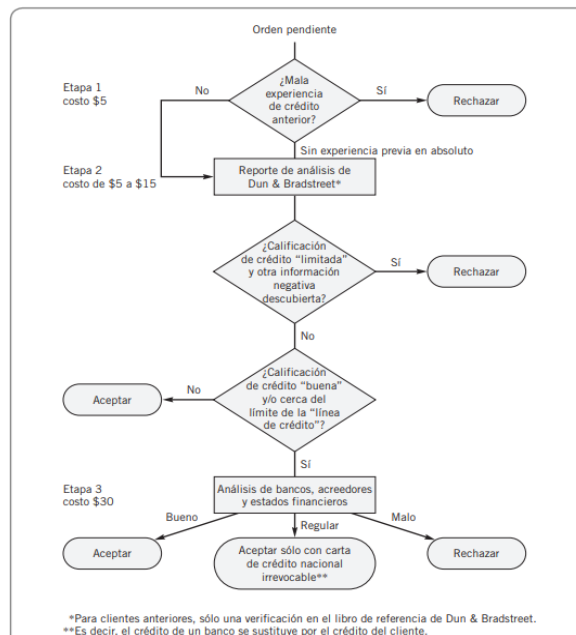 Orden pendiente
Etapa 1
costo $5
No
¿Mala
experiencia
de crédito
anterior?
Sí
Rechazar
Sin experiencia previa en absoluto
Etapa 2
costo de $5 a $15
Reporte de análisis de
Dun & Bradstreet*
¿Calificación
de crédito “limitada”
y otra información
negativa
descubierta?
Sí
Rechazar
No
¿Calificación
de crédito “buena”
y/o cerca del
límite de la “línea
de crédito”?
No
Aceptar
Sí
Etapa 3
costo $30
Análisis de bancos, acreedores
y estados financieros
Bueno
Regular
Malo
Aceptar
Aceptar sólo con carta
de crédito nacional
irrevocable**
Rechazar
*Para clientes anteriores, sólo una verificación en el libro de referencia de Dun & Bradstreet.
**Es decir, el crédito de un banco se sustituye por el crédito del cliente.